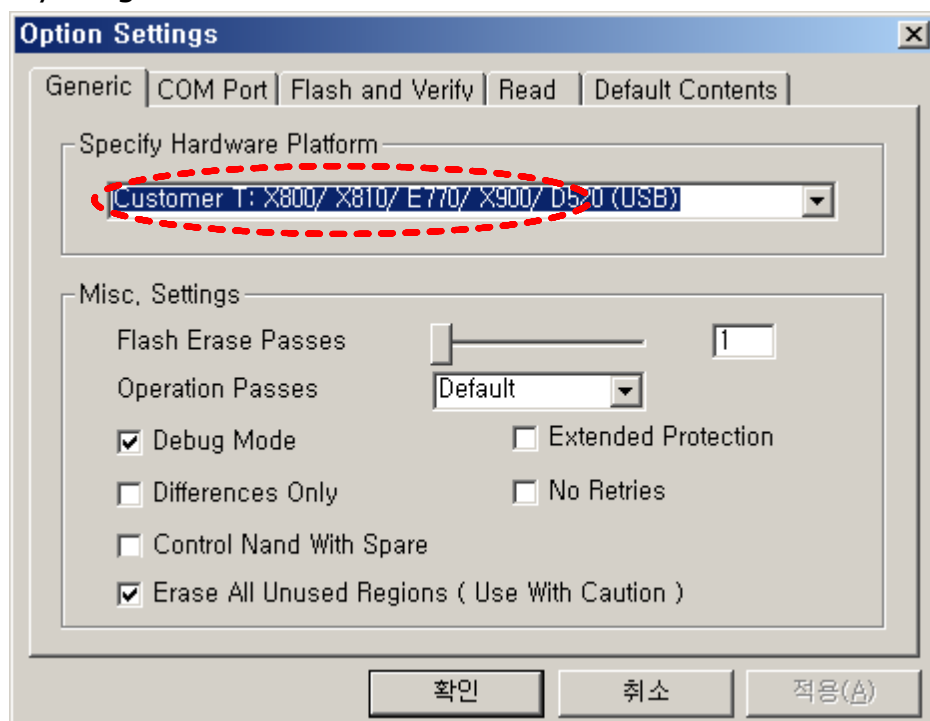 Option Settings
Generic COM Port Flash and Verify Read Default Contents
Specify Hardware Platform
Customer T: X800/ X810/ E770/ X900/ D520 (USB)
Misc. Settings
Flash Erase Passes 1
Operation Passes Default
Debug Mode Extended Protection
Differences Only No Retries
Control Nand With Spare
Erase All Unused Regions ( Use With Caution )
확인 취소 적용(A)